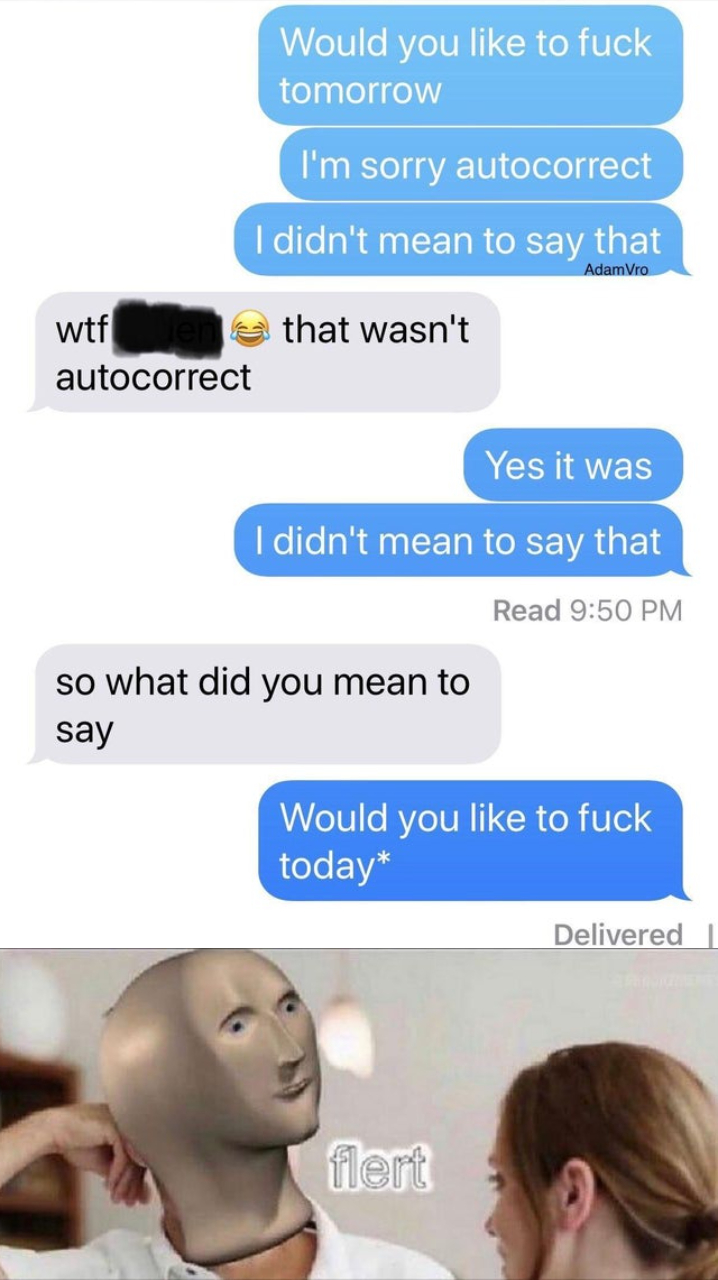 Would you like to fuck
tomorrow
I'm sorry autocorrect
I didn't mean to say that
AdamVro
wtf 😂 that wasn't
autocorrect
Yes it was
I didn't mean to say that
Read 9:50 PM
so what did you mean to
say
Would you like to fuck
today*
Delivered
flert